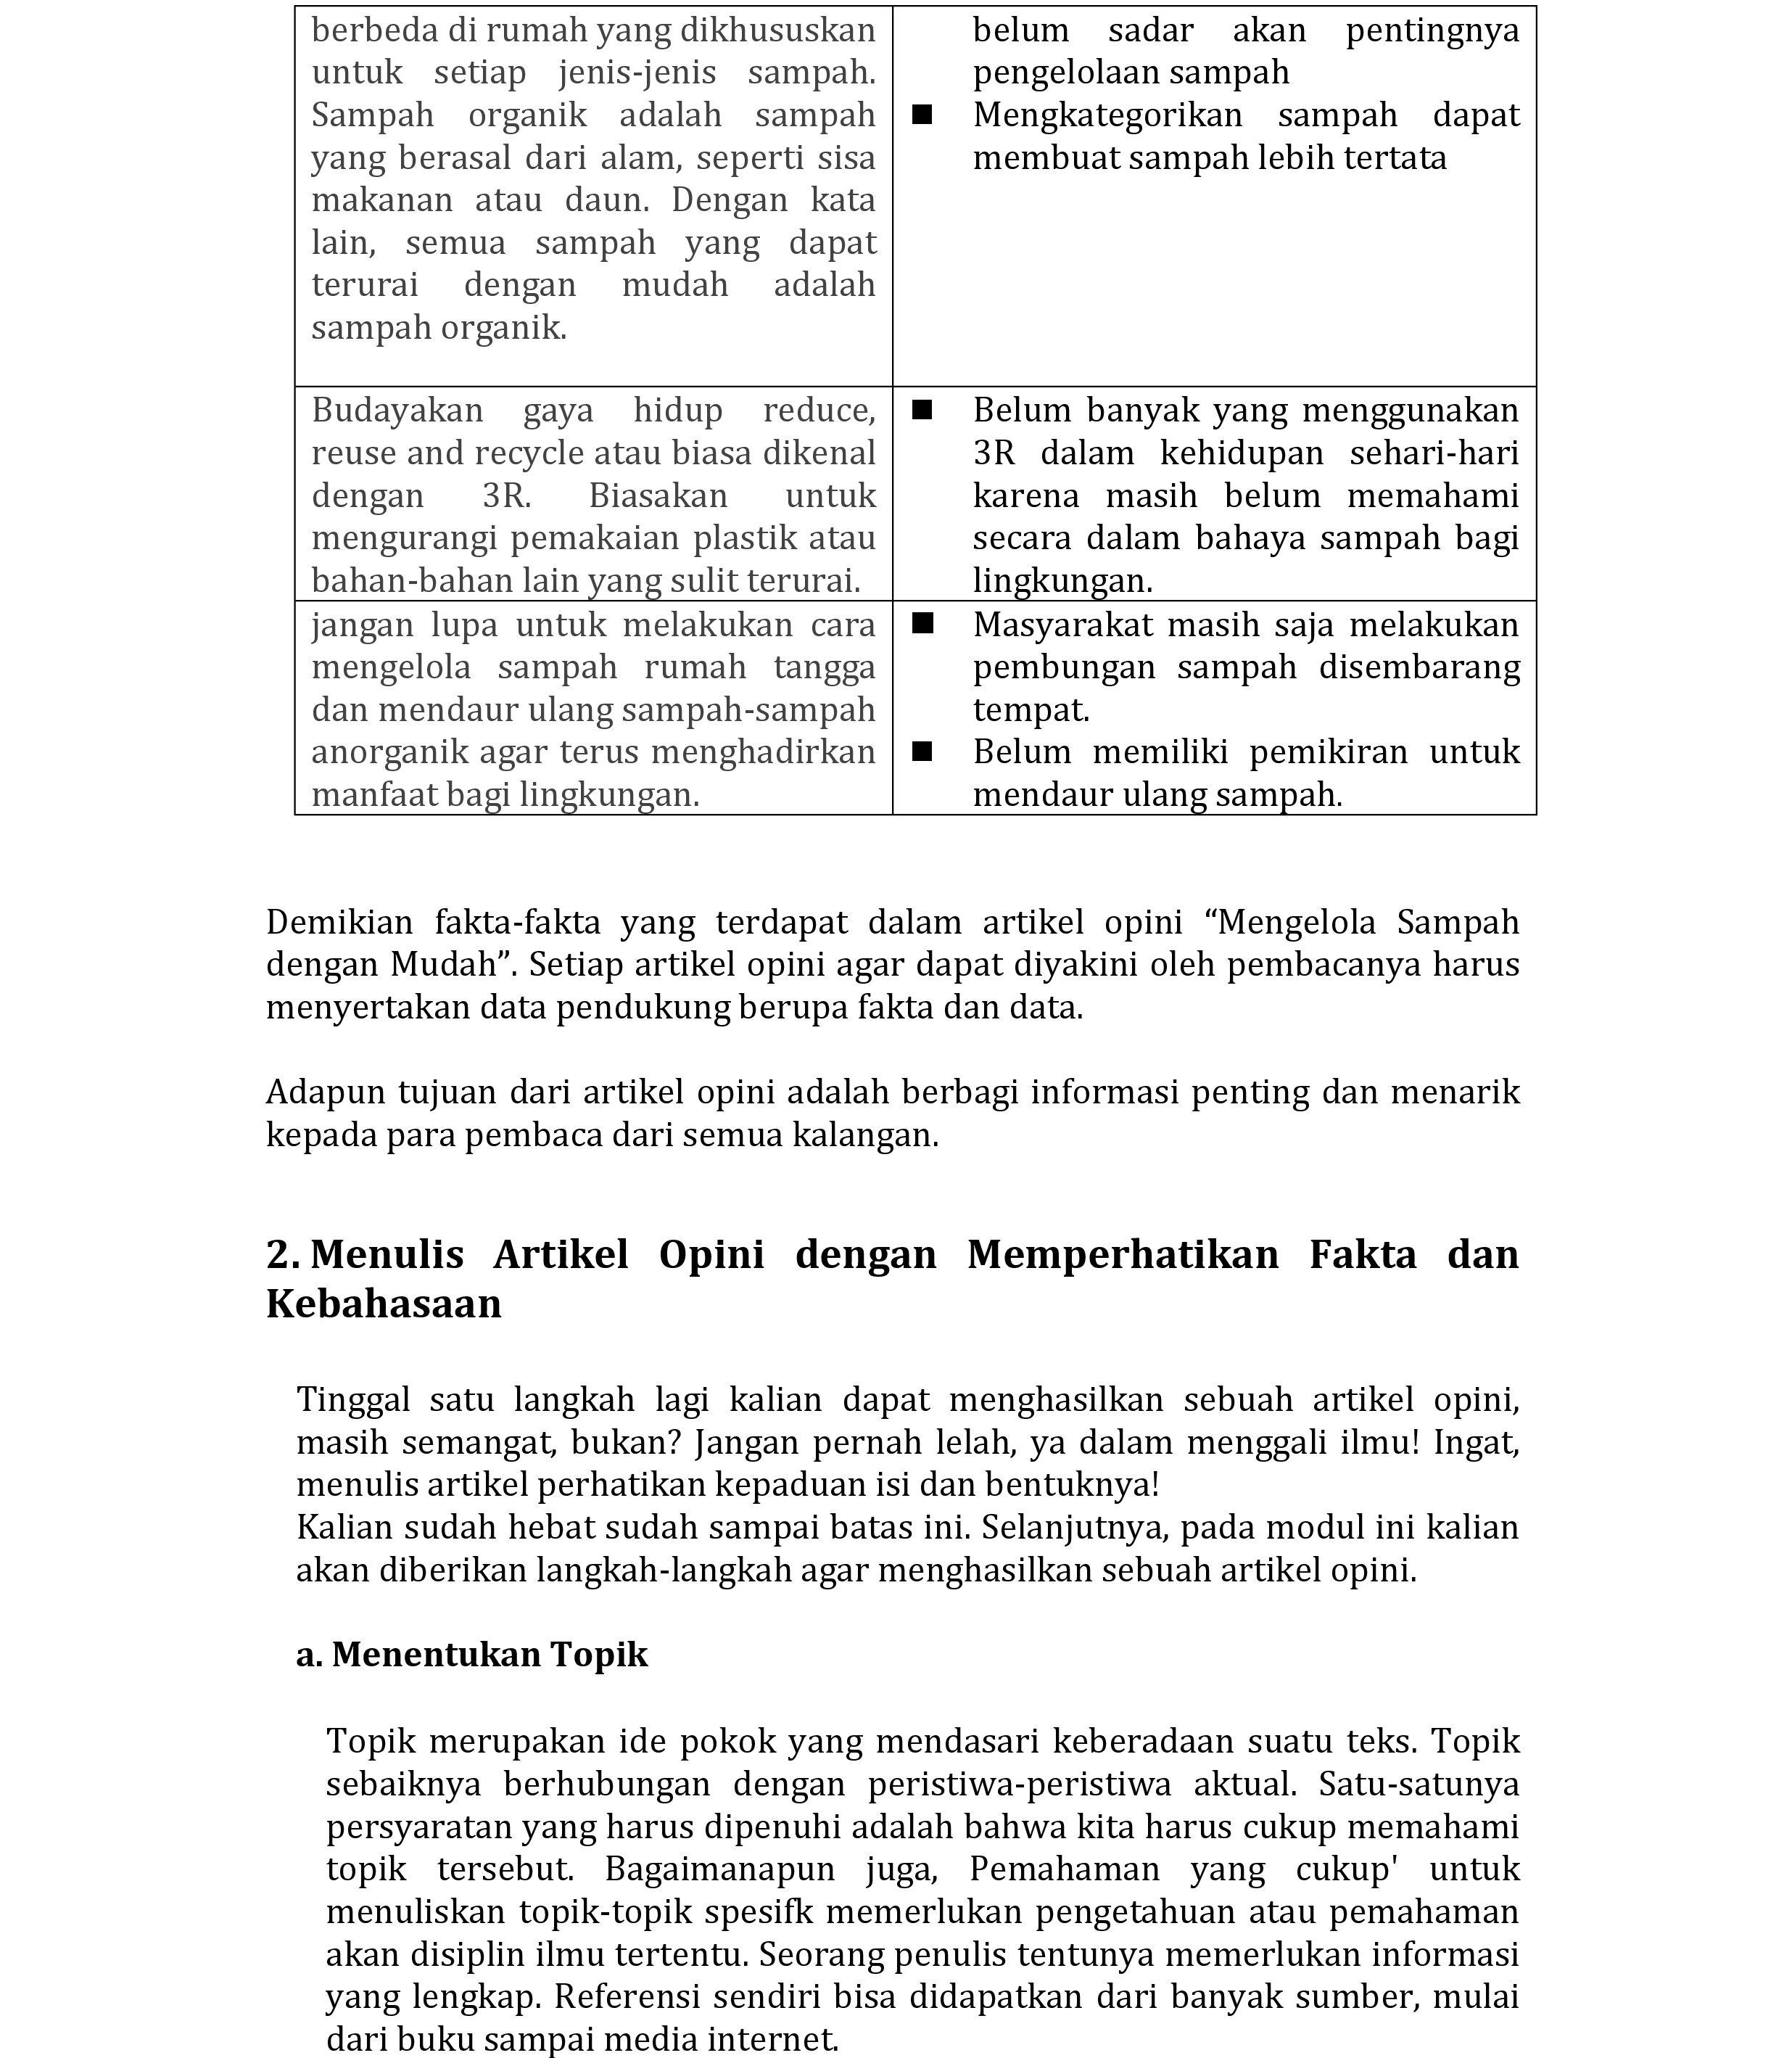 berbeda di rumah yang dikhususkan
untuk setiap jenis-jenis sampah.
Sampah organik adalah sampah
yang berasal dari alam, seperti sisa
makanan atau daun. Dengan kata
lain, semua sampah yang dapat
terurai dengan mudah adalah
sampah organik.
belum sadar akan pentingnya
pengelolaan sampah
■ Mengkategorikan sampah dapat
membuat sampah lebih tertata
Budayakan gaya hidup reduce,
reuse and recycle atau biasa dikenal
dengan 3R. Biasakan untuk
mengurangi pemakaian plastik atau
bahan-bahan lain yang sulit terurai.
■ Belum banyak yang menggunakan
3R dalam kehidupan sehari-hari
karena masih belum memahami
secara dalam bahaya sampah bagi
lingkungan.
jangan lupa untuk melakukan cara
mengelola sampah rumah tangga
dan mendaur ulang sampah-sampah
anorganik agar terus menghadirkan
manfaat bagi lingkungan.
■ Masyarakat masih saja melakukan
pembungan sampah disembarang
tempat.
■ Belum memiliki pemikiran untuk
mendaur ulang sampah.
Demikian fakta-fakta yang terdapat dalam artikel opini “Mengelola Sampah
dengan Mudah”. Setiap artikel opini agar dapat diyakini oleh pembacanya harus
menyertakan data pendukung berupa fakta dan data.
Adapun tujuan dari artikel opini adalah berbagi informasi penting dan menarik
kepada para pembaca dari semua kalangan.
2. Menulis Artikel Opini dengan Memperhatikan Fakta dan
Kebahasaan
Tinggal satu langkah lagi kalian dapat menghasilkan sebuah artikel opini,
masih semangat, bukan? Jangan pernah lelah, ya dalam menggali ilmu! Ingat,
menulis artikel perhatikan kepaduan isi dan bentuknya!
Kalian sudah hebat sudah sampai batas ini. Selanjutnya, pada modul ini kalian
akan diberikan langkah-langkah agar menghasilkan sebuah artikel opini.
a. Menentukan Topik
Topik merupakan ide pokok yang mendasari keberadaan suatu teks. Topik
sebaiknya berhubungan dengan peristiwa-peristiwa aktual. Satu-satunya
persyaratan yang harus dipenuhi adalah bahwa kita harus cukup memahami
topik tersebut. Bagaimanapun juga, Pemahaman yang cukup' untuk
menuliskan topik-topik spesifk memerlukan pengetahuan atau pemahaman
akan disiplin ilmu tertentu. Seorang penulis tentunya memerlukan informasi
yang lengkap. Referensi sendiri bisa didapatkan dari banyak sumber, mulai
dari buku sampai media internet.